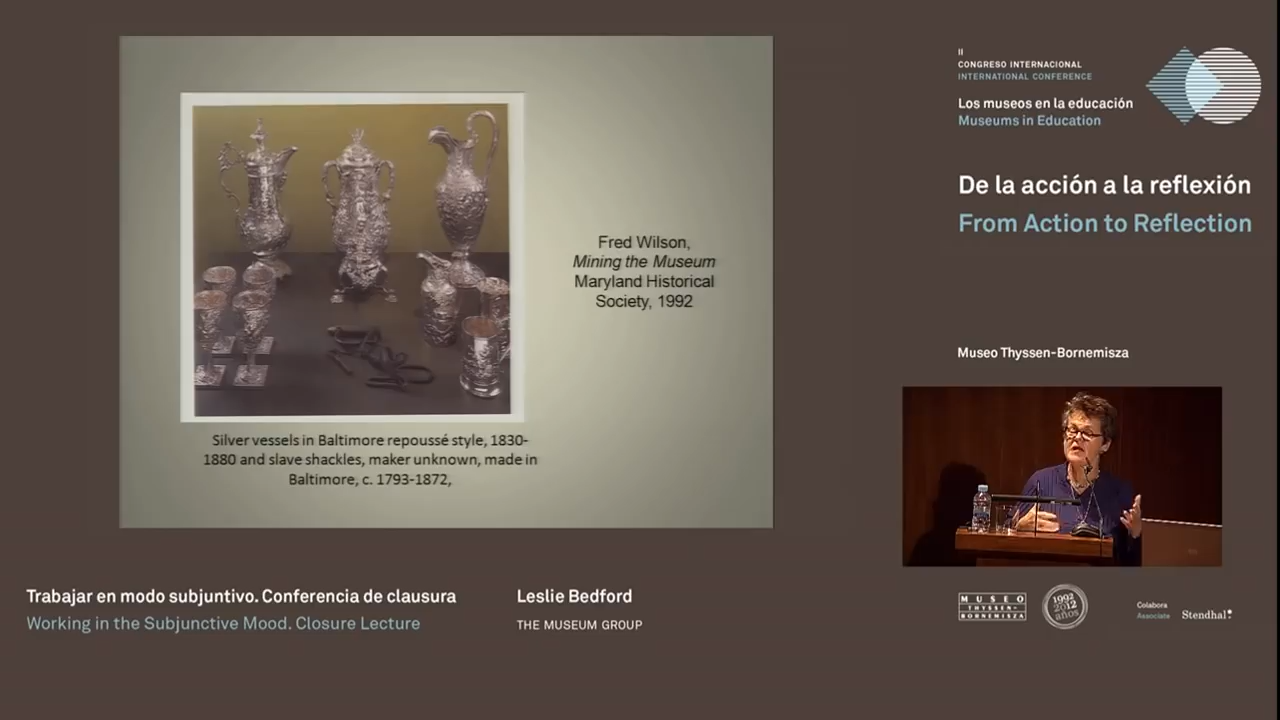 II
CONGRESO INTERNACIONAL
INTERNATIONAL CONFERENCE
Los museos en la educación
Museums in Education
De la acción a la reflexión
From Action to Reflection
Fred Wilson,
Mining the Museum
Maryland Historical
Society, 1992
Silver vessels in Baltimore repoussé style, 1830-
1880 and slave shackles, maker unknown, made in
Baltimore, c. 1793-1872,
Museo Thyssen-Bornemisza
Trabajar en modo subjuntivo. Conferencia de clausura
Working in the Subjunctive Mood. Closure Lecture
Leslie Bedford
THE MUSEUM GROUP
MUSEO
THYSSEN-
BORNEMISZA
1992
2012
años
Colabora
Associate
Stendhal: